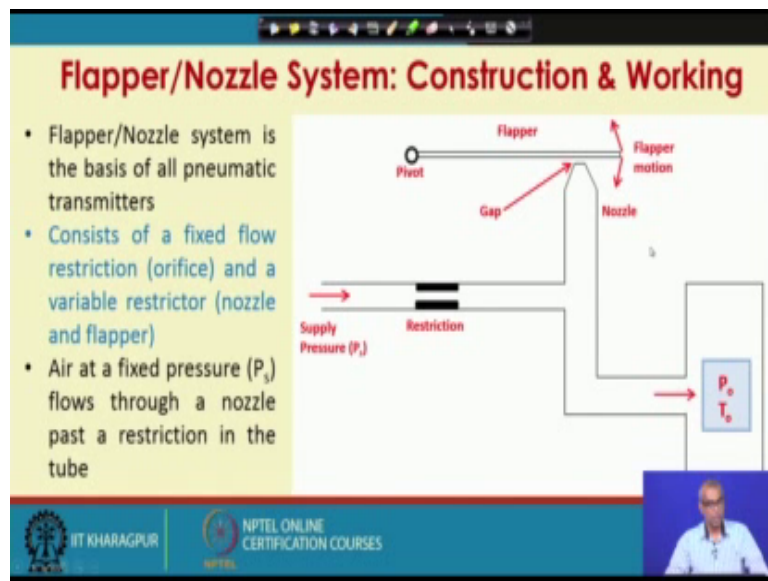 Flapper/Nozzle System: Construction & Working
• Flapper/Nozzle system is
the basis of all pneumatic
transmitters
• Consists of a fixed flow
restriction (orifice) and a
variable restrictor (nozzle
and flapper)
• Air at a fixed pressure (Ps)
flows through a nozzle
past a restriction in the
tube
Flapper
Pivot
Flapper
motion
Gap
Nozzle
Supply
Pressure (Ps)
Restriction
Po
To
IIT KHARAGPUR
NPTEL
NPTEL ONLINE
CERTIFICATION COURSES